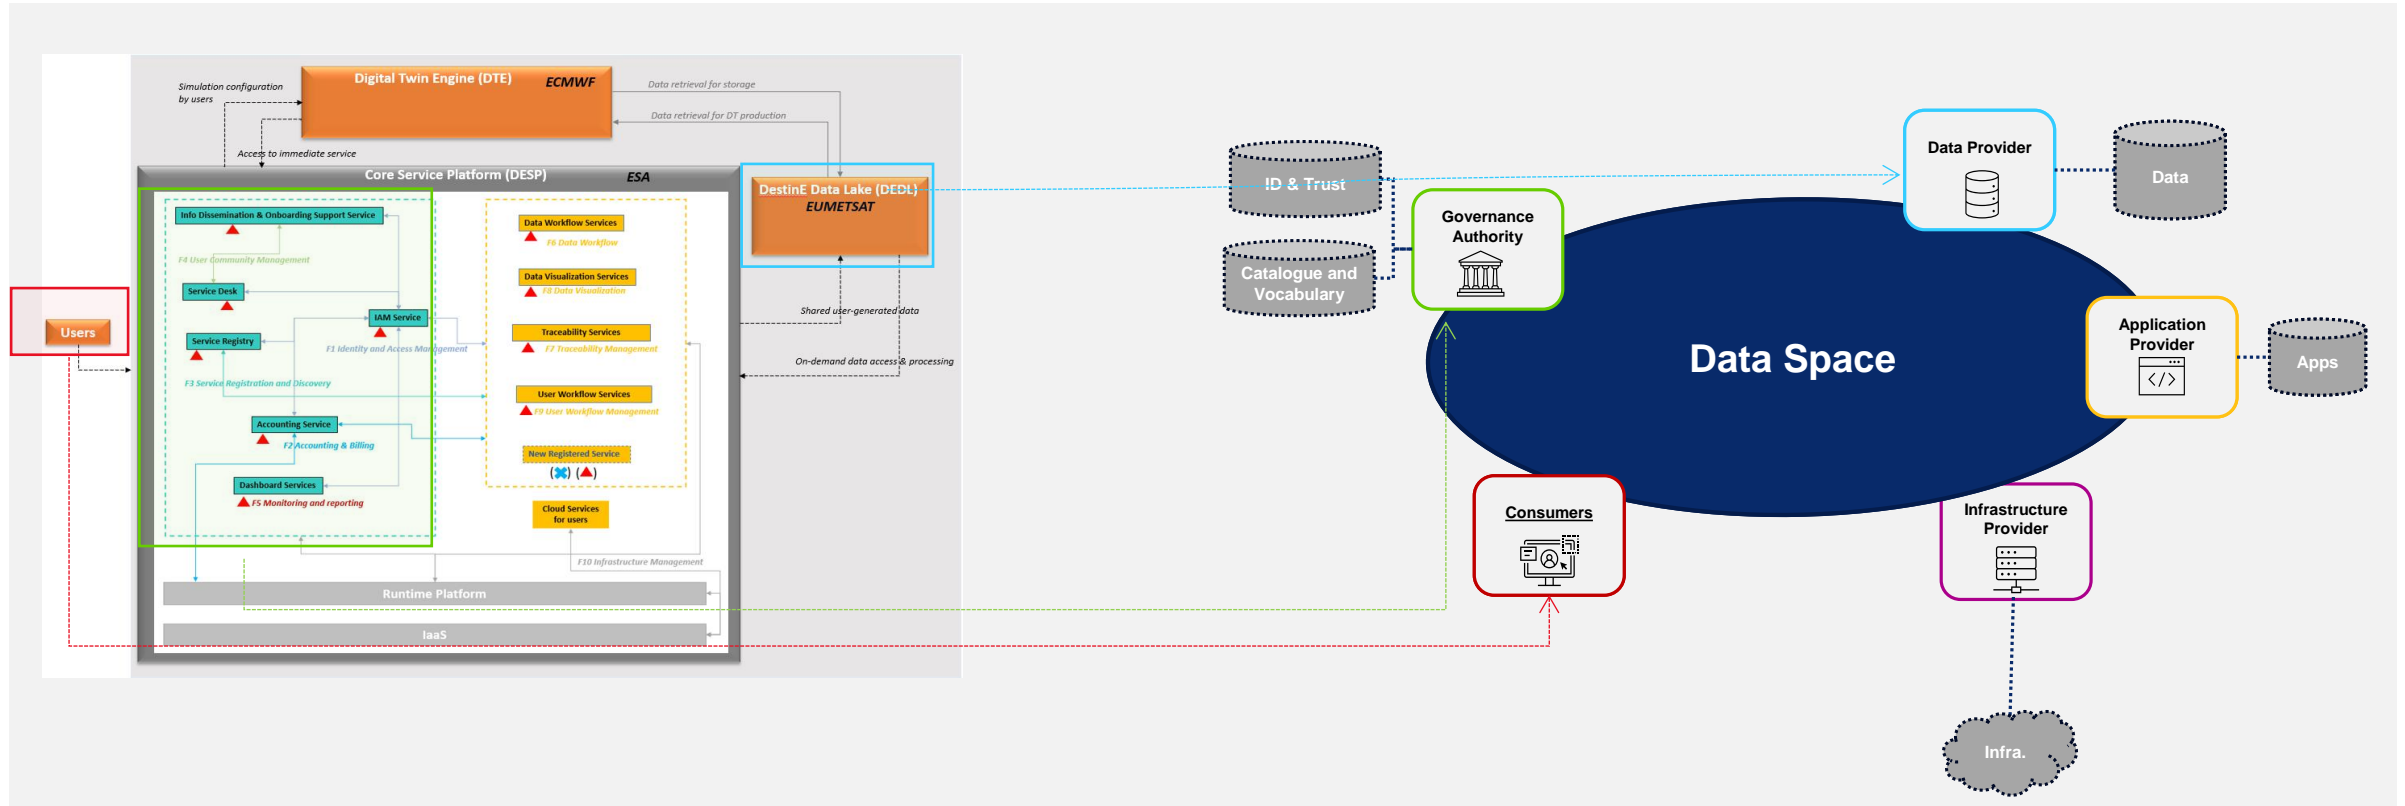 Digital Twin Engine (DTE)
ECMWF
Simulation configuration
by users
Data retrieval for storage
Data retrieval for DT production
Access to immediate service
Core Service Platform (DESP)
ESA
DestinE Data Lake (DEDL)
EUMETSAT
Info Dissemination & Onboarding Support Service
F4 User Community Management
Service Desk
IAM Service
Service Registry
F1 Identity and Access Management
F3 Service Registration and Discovery
Accounting Service
F2 Accounting & Billing
Dashboard Services
F5 Monitoring and reporting
Data Workflow Services
F6 Data Workflow
Data Visualization Services
F8 Data Visualization
Traceability Services
F7 Traceability Management
User Workflow Services
F9 User Workflow Management
New Registered Service
( ) ( )
Cloud Services
for users
F10 Infrastructure Management
Runtime Platform
IaaS
Users
Shared user-generated data
On-demand data access & processing
ID & Trust
Catalogue and
Vocabulary
Governance
Authority
Data Provider
Data
Data Space
Application
Provider
</>
Apps
Consumers
Infrastructure
Provider
Infra.